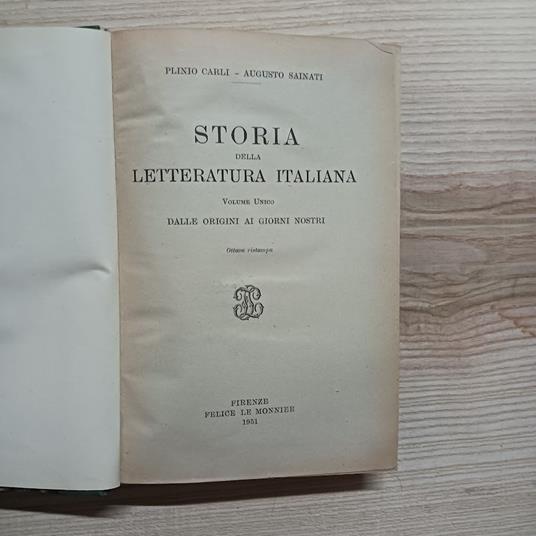 PLINIO CARLI - AUGUSTO SAINATI
STORIA
DELLA
LETTERATURA ITALIANA
VOLUME UNICO
DALLE ORIGINI AI GIORNI NOSTRI
Ottava ristampa
FIRENZE
FELICE LE MONNIER
1951